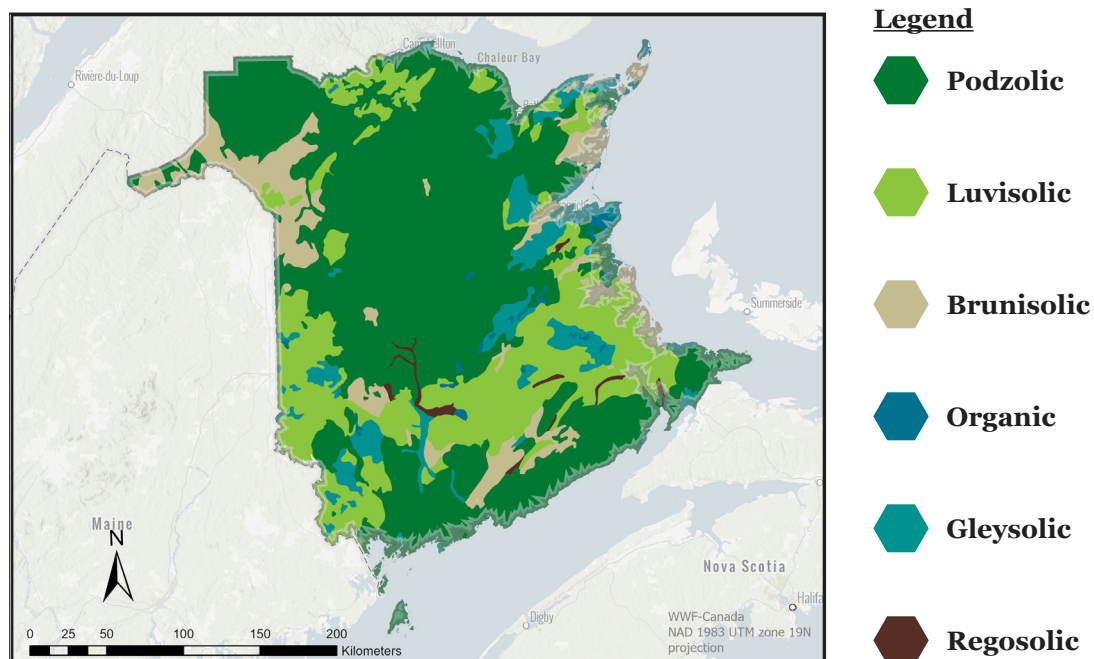 Legend
Podzolic
Luvisolic
Brunisolic
Organic
Gleysolic
Regosolic
Chaleur Bay
Rivière-du-Loup
Summerside
Maine
N
Nova Scotia
Digby
0 25 50 100 150 200
Kilometers
WWF-Canada
NAD 1983 UTM zone 19N
projection